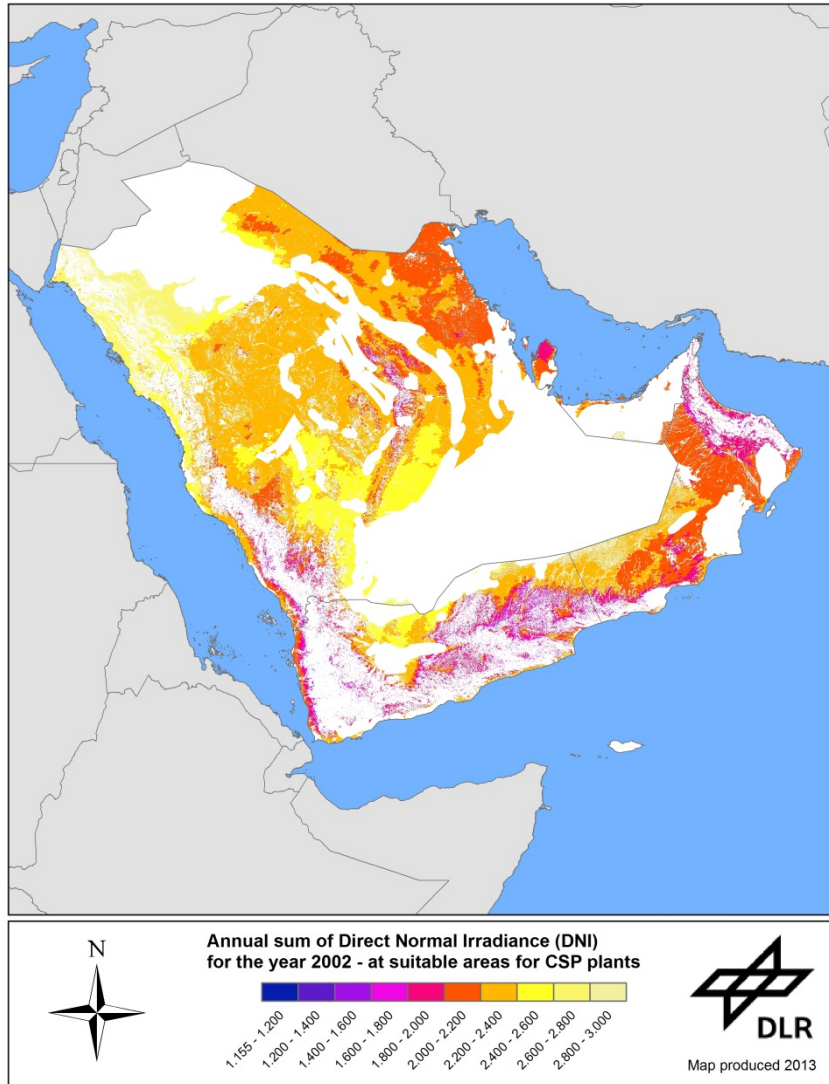 N
Annual sum of Direct Normal Irradiance (DNI)
for the year 2002 - at suitable areas for CSP plants
1.155 - 1.200
1.200 - 1.400
1.400 - 1.600
1.600 - 1.800
1.800 - 2.000
2.000 - 2.200
2.200 - 2.400
2.400 - 2.600
2.600 - 2.800
2.800 - 3.000
DLR
Map produced 2013